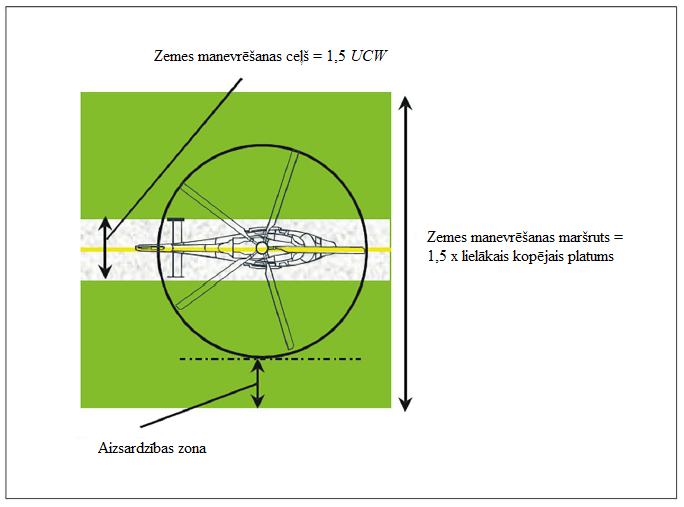 Zemes manevrēšanas ceļš = 1,5 UCW
Zemes manevrēšanas maršruts =
1,5 x lielākais kopējais platums
Aizsardzības zona